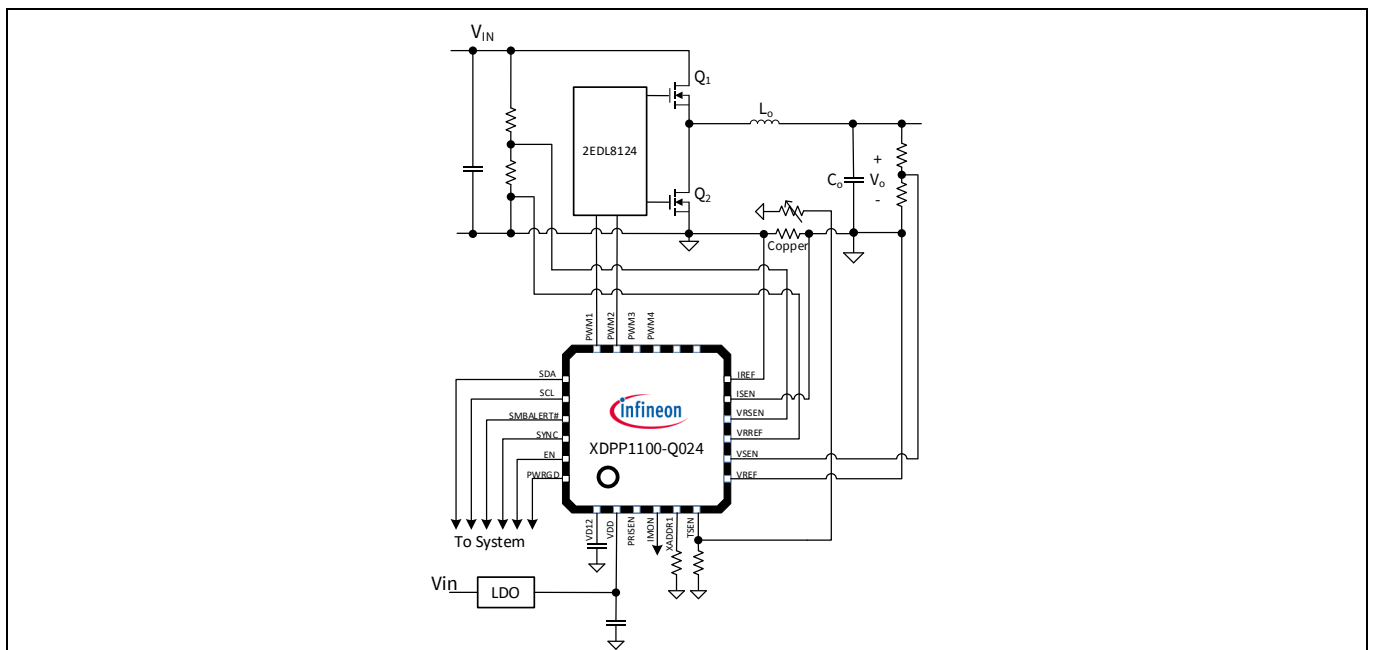 VIN
Q1
Lo
2EDL8124
+
Co
Vo
-
Q2
Copper
PWM1
PWM2
PWM3
PWM4
SDA
SCL
SMBALERT#
SYNC
EN
PWRGD
infineon
XDPP1100-Q024
IREF
ISEN
VRSEN
VRREF
VSEN
VREF
VD12
VDD
PRISEN
IMON
XADDR1
TSEN
To System
Vin
LDO